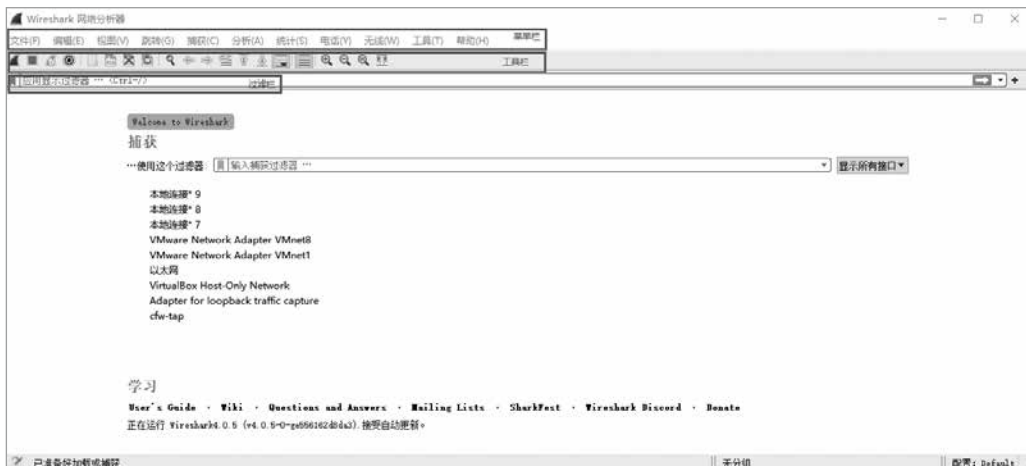 Wireshark 网络分析器
文件(F) 编辑(E) 视图(V) 跳转(G) 捕获(C) 分析(A) 统计(S) 电话(Y) 无线(W) 工具(T) 帮助(H) 菜单栏
工具栏
应用显示过滤器 … 〈Ctrl-/〉 过滤栏
Welcome to Wireshark
捕获
…使用这个过滤器: 输入捕获过滤器 … 显示所有接口
本地连接* 9
本地连接* 8
本地连接* 7
VMware Network Adapter VMnet8
VMware Network Adapter VMnet1
以太网
VirtualBox Host-Only Network
Adapter for loopback traffic capture
cfw-tap
学习
User's Guide · Wiki · Questions and Answers · Mailing Lists · SharkFest · Wireshark Discord · Donate
正在运行 Wireshark4.0.5 (v4.0.5-0-ge556162d8da3).接受自动更新。
已准备好加载或捕获 无分组 配置: Default